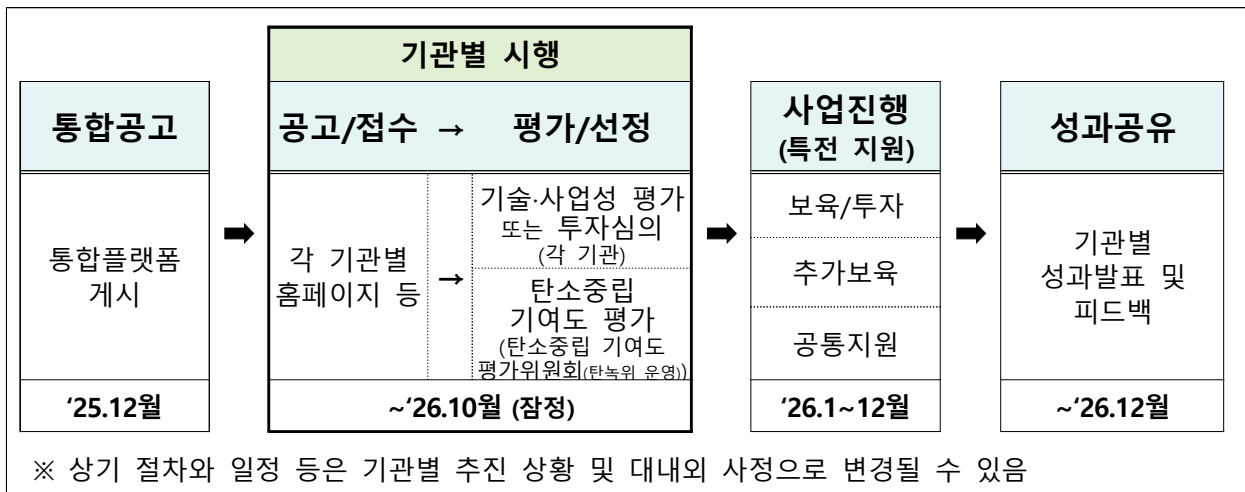 기관별 시행
통합공고
공고/접수 → 평가/선정
사업진행
(특전 지원)
성과공유
통합플랫폼
게시
각 기관별
홈페이지 등
→
기술·사업성 평가
또는 투자심의
(각 기관)
탄소중립
기여도 평가
(탄소중립 기여도
평가위원회(탄녹위 운영))
보육/투자
추가보육
공통지원
기관별
성과발표 및
피드백
‘25.12월
~‘26.10월 (잠정)
‘26.1~12월
~‘26.12월
※ 상기 절차와 일정 등은 기관별 추진 상황 및 대내외 사정으로 변경될 수 있음